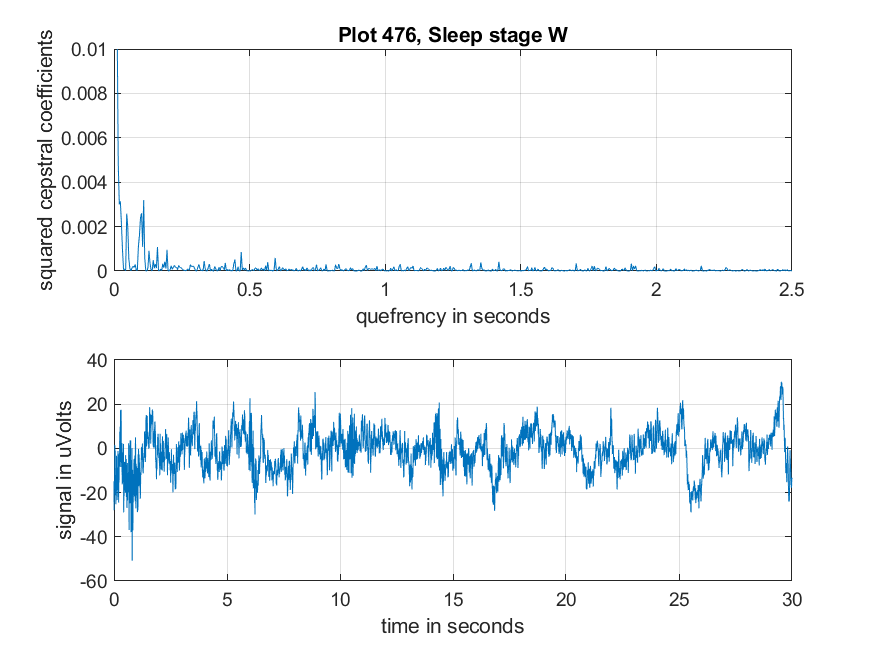 Plot 476, Sleep stage W
squared cepstral coefficients
0.01
0.008
0.006
0.004
0.002
0
0 0.5 1 1.5 2 2.5
quefrency in seconds
signal in uVolts
40
20
0
-20
-40
-60
0 5 10 15 20 25 30
time in seconds